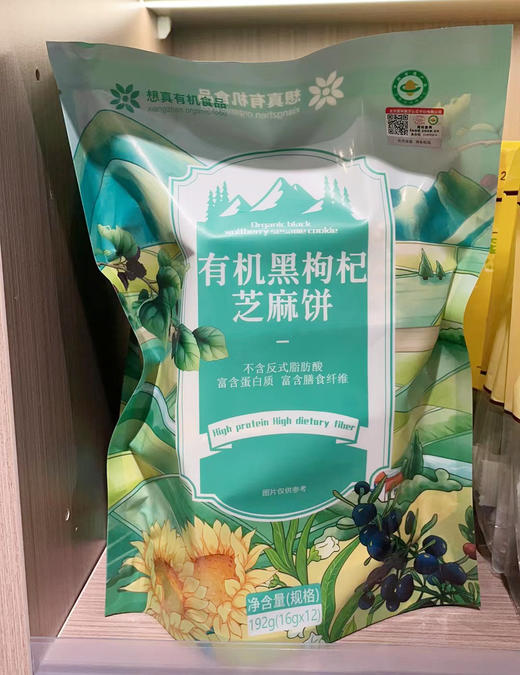 想真有机食品
xiangzhen organic food
Organic black
wolfberry sesame cookie
有机黑枸杞
芝麻饼
不含反式脂肪酸
富含蛋白质 富含膳食纤维
High protein High dietary fiber
图片仅供参考
净含量(规格)
192g(16gx12)
2